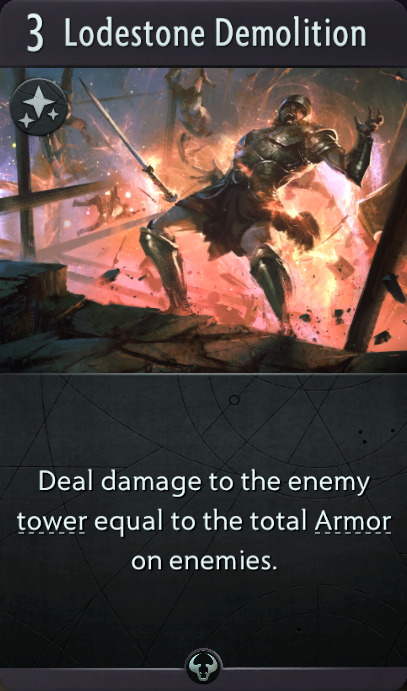 3 Lodestone Demolition
Deal damage to the enemy
tower equal to the total Armor
on enemies.